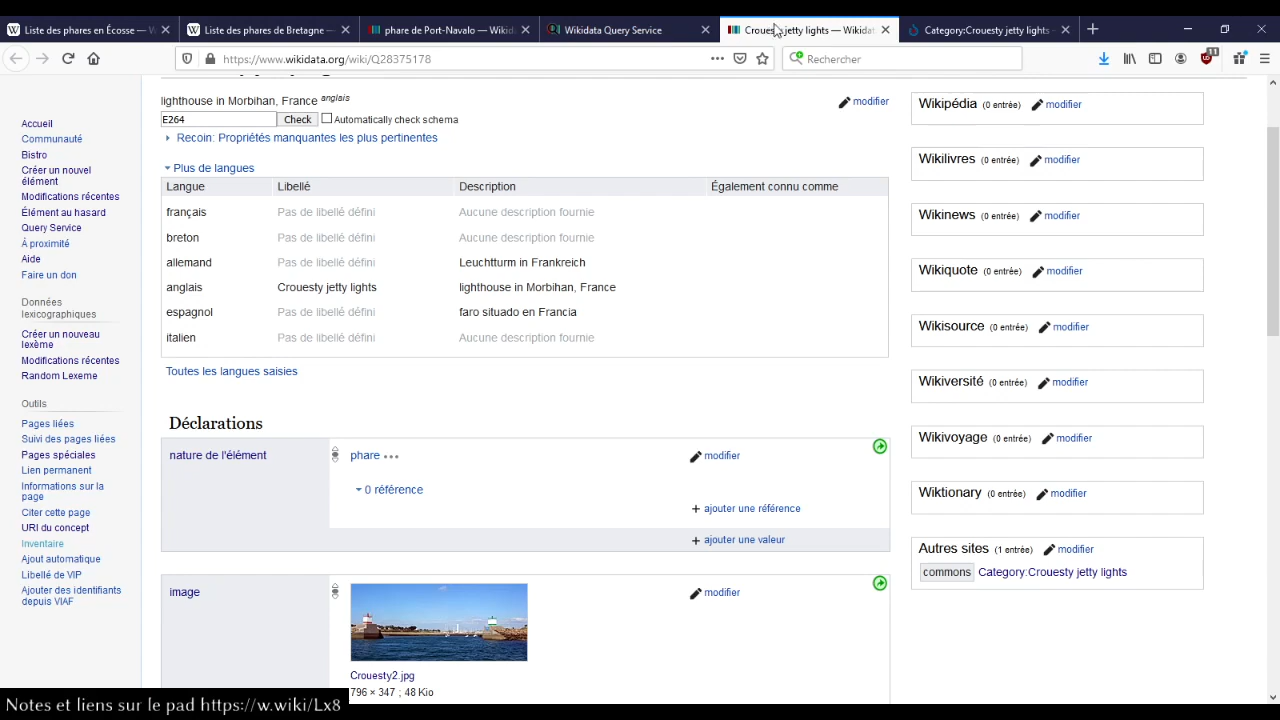 Liste des phares en Écosse — W
Liste des phares de Bretagne —
phare de Port-Navalo — Wikid
Wikidata Query Service
Crouesty jetty lights — Wikidat
Category:Crouesty jetty lights
https://www.wikidata.org/wiki/Q28375178
Rechercher
11
lighthouse in Morbihan, France anglais
modifier
E264
Check
Automatically check schema
Recoin: Propriétés manquantes les plus pertinentes
Plus de langues
Langue Libellé Description Également connu comme
français Pas de libellé défini Aucune description fournie
breton Pas de libellé défini Aucune description fournie
allemand Pas de libellé défini Leuchtturm in Frankreich
anglais Crouesty jetty lights lighthouse in Morbihan, France
espagnol Pas de libellé défini faro situado en Francia
italien Pas de libellé défini Aucune description fournie
Toutes les langues saisies
Déclarations
nature de l'élément
phare
modifier
0 référence
+ ajouter une référence
+ ajouter une valeur
image
modifier
Crouesty2.jpg
796 × 347 ; 48 Kio
Accueil
Communauté
Bistro
Créer un nouvel
élément
Modifications récentes
Élément au hasard
Query Service
À proximité
Aide
Faire un don
Données
lexicographiques
Créer un nouveau
lexème
Modifications récentes
Random Lexeme
Outils
Pages liées
Suivi des pages liées
Pages spéciales
Lien permanent
Informations sur la
page
Citer cette page
URI du concept
Inventaire
Ajout automatique
Libellé de VIP
Ajouter des identifiants
depuis VIAF
Wikipédia (0 entrée) modifier
Wikilivres (0 entrée) modifier
Wikinews (0 entrée) modifier
Wikiquote (0 entrée) modifier
Wikisource (0 entrée) modifier
Wikiversité (0 entrée) modifier
Wikivoyage (0 entrée) modifier
Wiktionary (0 entrée) modifier
Autres sites (1 entrée) modifier
commons Category:Crouesty jetty lights
Notes et liens sur le pad https://w.wiki/Lx8